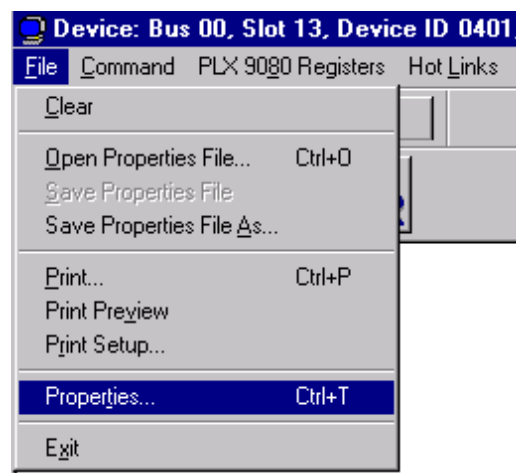 Device: Bus 00, Slot 13, Device ID 0401,
File Command PLX 9080 Registers Hot Links
Clear
Open Properties File... Ctrl+O
Save Properties File
Save Properties File As...
Print... Ctrl+P
Print Preview
Print Setup...
Properties... Ctrl+T
Exit